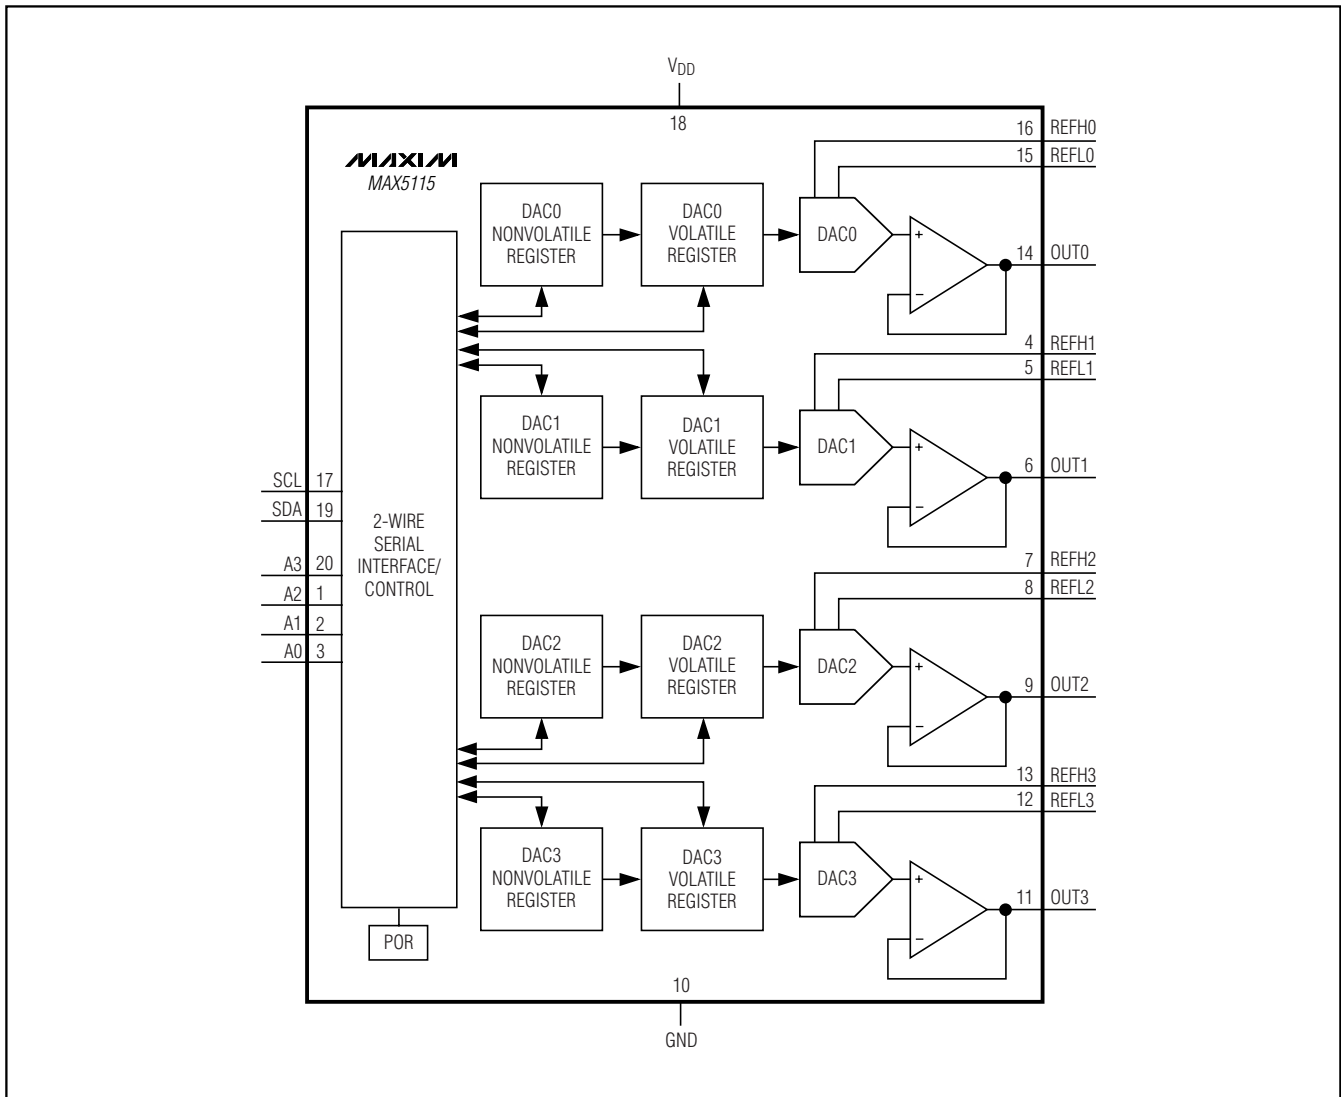 VDD
18
MAXIM
MAX5115
16 REFH0
15 REFL0
DAC0
NONVOLATILE
REGISTER
DAC0
VOLATILE
REGISTER
DAC0
+
−
14 OUT0
4 REFH1
5 REFL1
DAC1
NONVOLATILE
REGISTER
DAC1
VOLATILE
REGISTER
DAC1
+
−
6 OUT1
SCL 17
SDA 19
A3 20
A2 1
A1 2
A0 3
2-WIRE
SERIAL
INTERFACE/
CONTROL
7 REFH2
8 REFL2
DAC2
NONVOLATILE
REGISTER
DAC2
VOLATILE
REGISTER
DAC2
+
−
9 OUT2
13 REFH3
12 REFL3
DAC3
NONVOLATILE
REGISTER
DAC3
VOLATILE
REGISTER
DAC3
+
−
11 OUT3
POR
10
GND